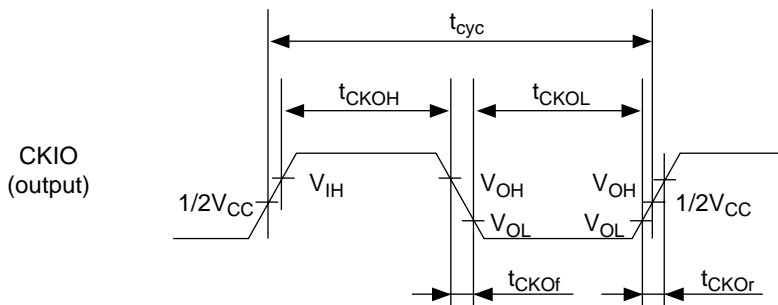 tcyc
tCKOH
tCKOL
CKIO
(output)
1/2VCC
VIH
VOH
VOL
VOH
VOL
1/2VCC
tCKOf
tCKOr